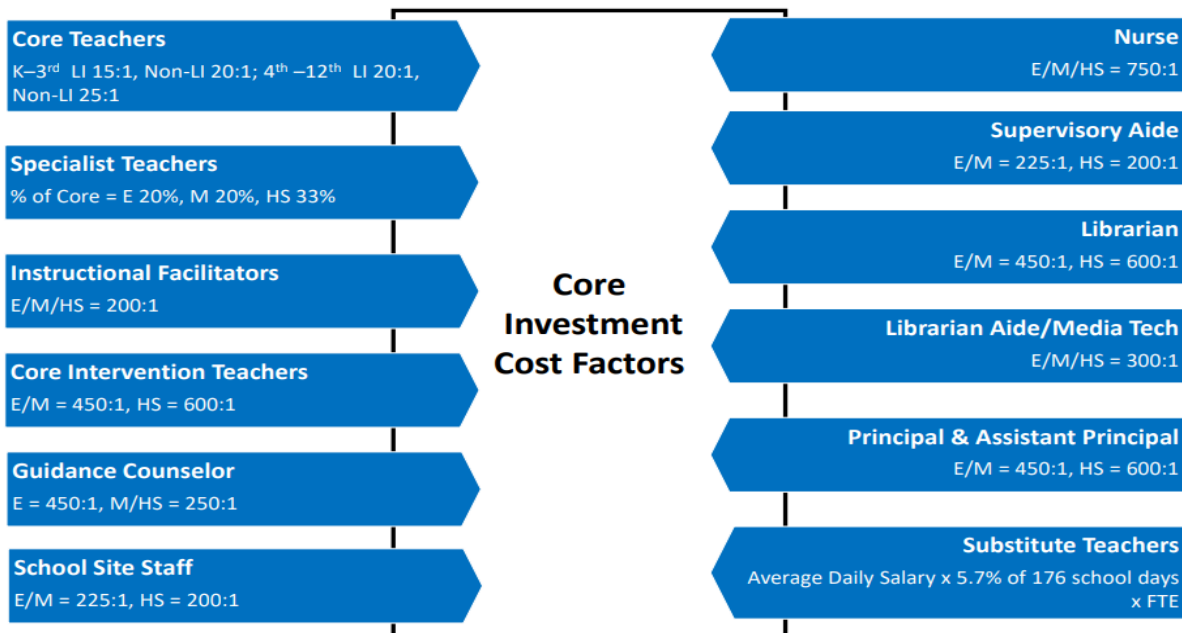 Core Teachers
K–3rd LI 15:1, Non-LI 20:1; 4th –12th LI 20:1,
Non-LI 25:1
Specialist Teachers
% of Core = E 20%, M 20%, HS 33%
Instructional Facilitators
E/M/HS = 200:1
Core Intervention Teachers
E/M = 450:1, HS = 600:1
Guidance Counselor
E = 450:1, M/HS = 250:1
School Site Staff
E/M = 225:1, HS = 200:1
Core
Investment
Cost Factors
Nurse
E/M/HS = 750:1
Supervisory Aide
E/M = 225:1, HS = 200:1
Librarian
E/M = 450:1, HS = 600:1
Librarian Aide/Media Tech
E/M/HS = 300:1
Principal & Assistant Principal
E/M = 450:1, HS = 600:1
Substitute Teachers
Average Daily Salary x 5.7% of 176 school days
x FTE